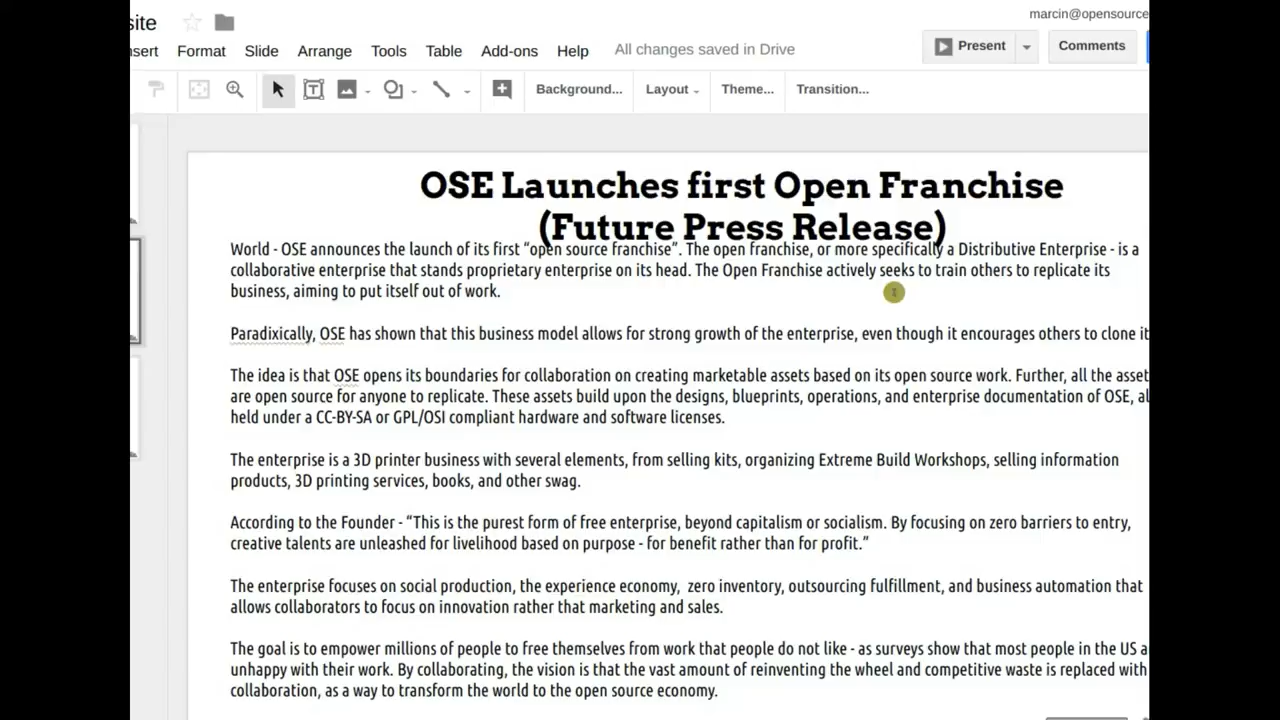 site
marcin@opensource
nsert Format Slide Arrange Tools Table Add-ons Help All changes saved in Drive
Present Comments
Background... Layout Theme... Transition...
OSE Launches first Open Franchise
(Future Press Release)
World - OSE announces the launch of its first “open source franchise”. The open franchise, or more specifically a Distributive Enterprise - is a
collaborative enterprise that stands proprietary enterprise on its head. The Open Franchise actively seeks to train others to replicate its
business, aiming to put itself out of work.
Paradixically, OSE has shown that this business model allows for strong growth of the enterprise, even though it encourages others to clone it
The idea is that OSE opens its boundaries for collaboration on creating marketable assets based on its open source work. Further, all the asset
are open source for anyone to replicate. These assets build upon the designs, blueprints, operations, and enterprise documentation of OSE, al
held under a CC-BY-SA or GPL/OSI compliant hardware and software licenses.
The enterprise is a 3D printer business with several elements, from selling kits, organizing Extreme Build Workshops, selling information
products, 3D printing services, books, and other swag.
According to the Founder - “This is the purest form of free enterprise, beyond capitalism or socialism. By focusing on zero barriers to entry,
creative talents are unleashed for livelihood based on purpose - for benefit rather than for profit.”
The enterprise focuses on social production, the experience economy, zero inventory, outsourcing fulfillment, and business automation that
allows collaborators to focus on innovation rather that marketing and sales.
The goal is to empower millions of people to free themselves from work that people do not like - as surveys show that most people in the US a
unhappy with their work. By collaborating, the vision is that the vast amount of reinventing the wheel and competitive waste is replaced with
collaboration, as a way to transform the world to the open source economy.